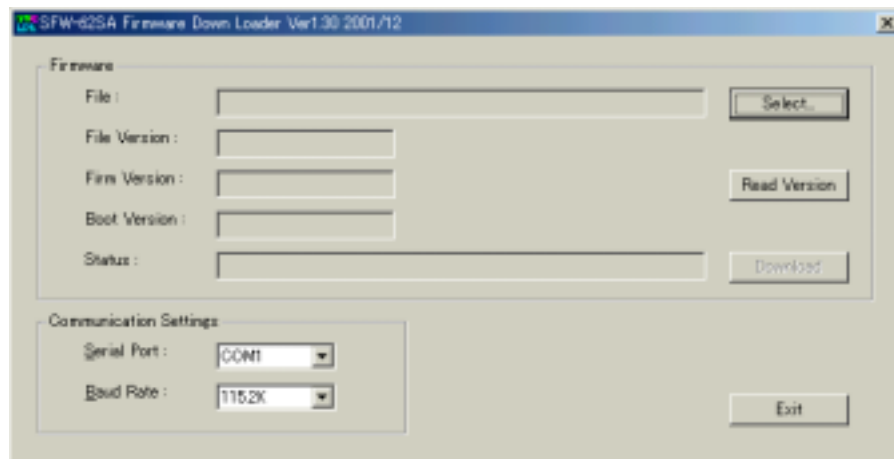 SFW-62SA Firmware Down Loader Ver1.30 2001/12
Firmware
File :
Select..
File Version :
Firm Version :
Read Version
Boot Version :
Status :
Download
Communication Settings
Serial Port :
COM1
Baud Rate :
115.2K
Exit